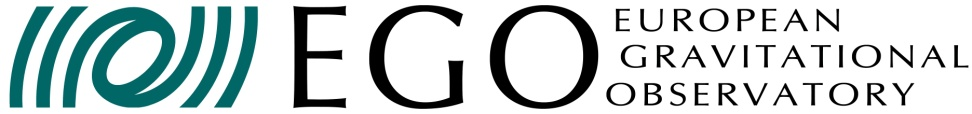 EGO
EUROPEAN
GRAVITATIONAL
OBSERVATORY